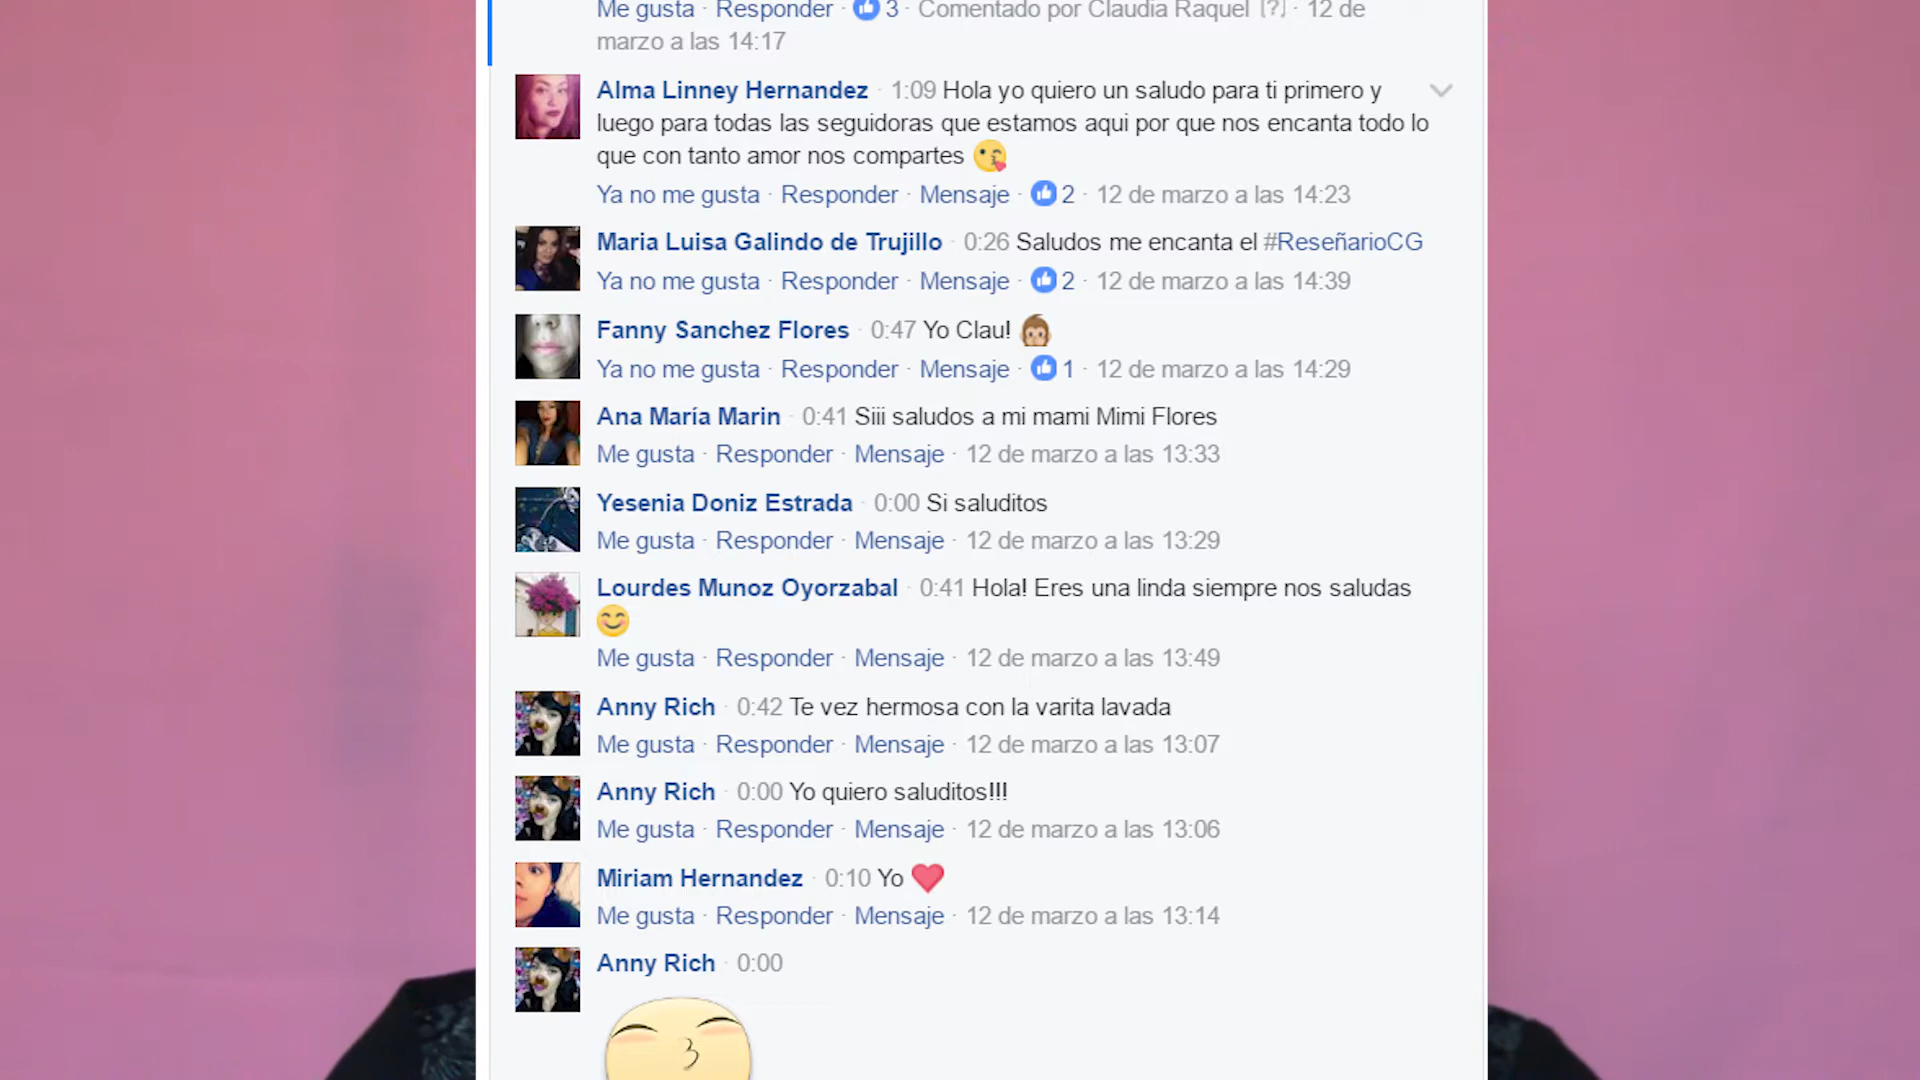 Me gusta · Responder · 3 · Comentado por Claudia Raquel [?] · 12 de
marzo a las 14:17
Alma Linney Hernandez · 1:09 Hola yo quiero un saludo para ti primero y
luego para todas las seguidoras que estamos aqui por que nos encanta todo lo
que con tanto amor nos compartes 😘
Ya no me gusta · Responder · Mensaje · 2 · 12 de marzo a las 14:23
Maria Luisa Galindo de Trujillo · 0:26 Saludos me encanta el #ReseñarioCG
Ya no me gusta · Responder · Mensaje · 2 · 12 de marzo a las 14:39
Fanny Sanchez Flores · 0:47 Yo Clau! 🐵
Ya no me gusta · Responder · Mensaje · 1 · 12 de marzo a las 14:29
Ana María Marin · 0:41 Siii saludos a mi mami Mimi Flores
Me gusta · Responder · Mensaje · 12 de marzo a las 13:33
Yesenia Doniz Estrada · 0:00 Si saluditos
Me gusta · Responder · Mensaje · 12 de marzo a las 13:29
Lourdes Munoz Oyorzabal · 0:41 Hola! Eres una linda siempre nos saludas
😊
Me gusta · Responder · Mensaje · 12 de marzo a las 13:49
Anny Rich · 0:42 Te vez hermosa con la varita lavada
Me gusta · Responder · Mensaje · 12 de marzo a las 13:07
Anny Rich · 0:00 Yo quiero saluditos!!!
Me gusta · Responder · Mensaje · 12 de marzo a las 13:06
Miriam Hernandez · 0:10 Yo ❤
Me gusta · Responder · Mensaje · 12 de marzo a las 13:14
Anny Rich · 0:00